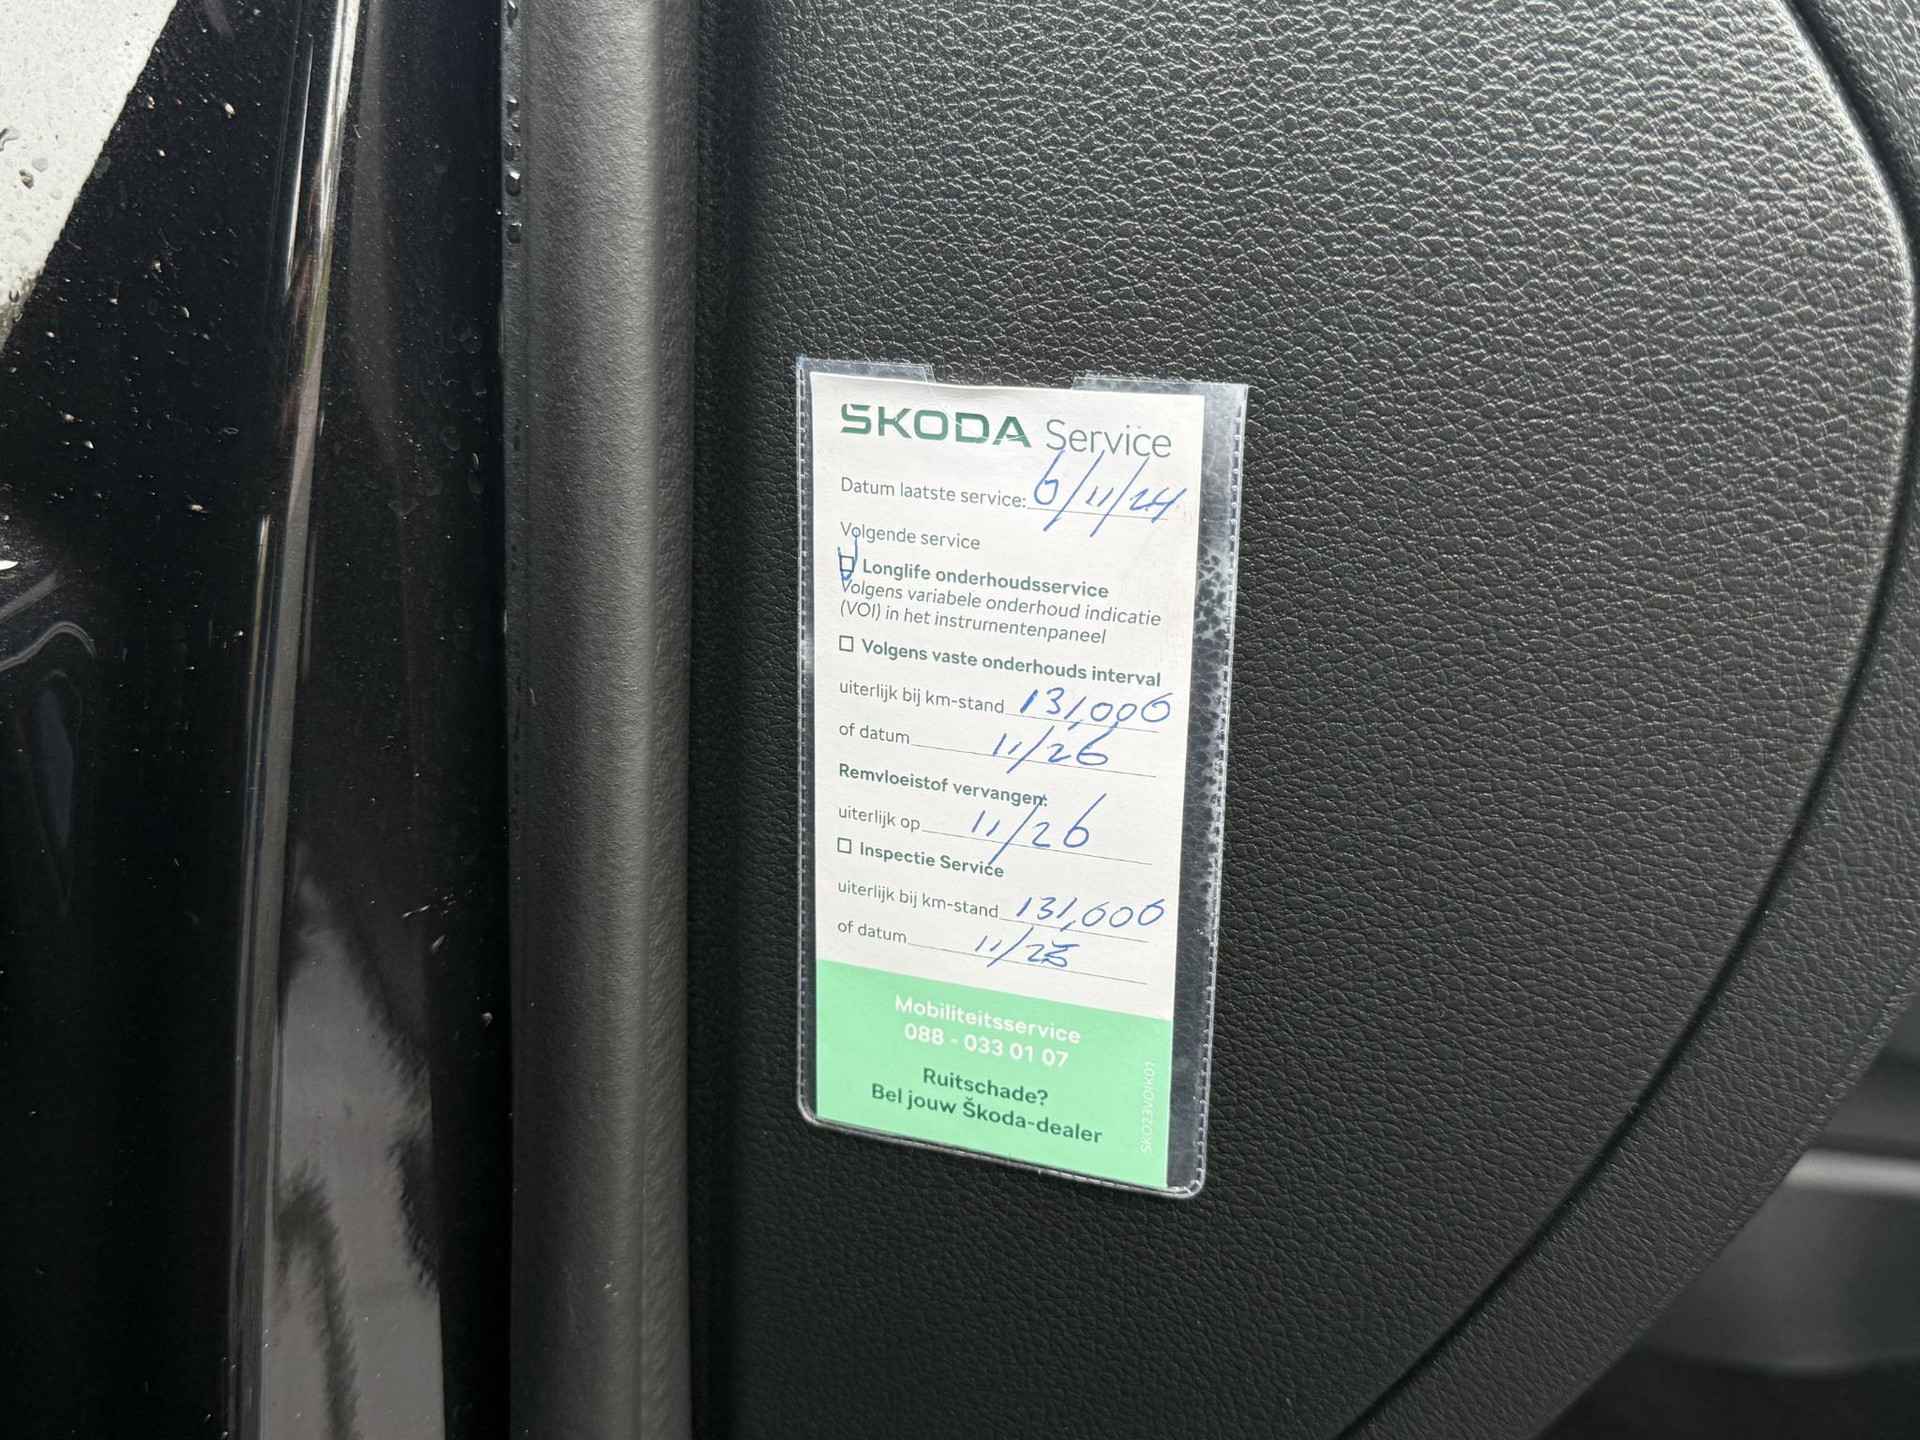 ŠKODA Service
Datum laatste service: 6/11/24
Volgende service
Longlife onderhoudsservice
Volgens variabele onderhoud indicatie
(VOI) in het instrumentenpaneel
Volgens vaste onderhouds interval
uiterlijk bij km-stand 131,000
of datum 11/26
Remvloeistof vervangen:
uiterlijk op 11/26
Inspectie Service
uiterlijk bij km-stand 131,000
of datum 11/
Mobiliteitsservice
088 - 033 01 07
Ruitschade?
Bel jouw Škoda-dealer
SKO23VOIK01